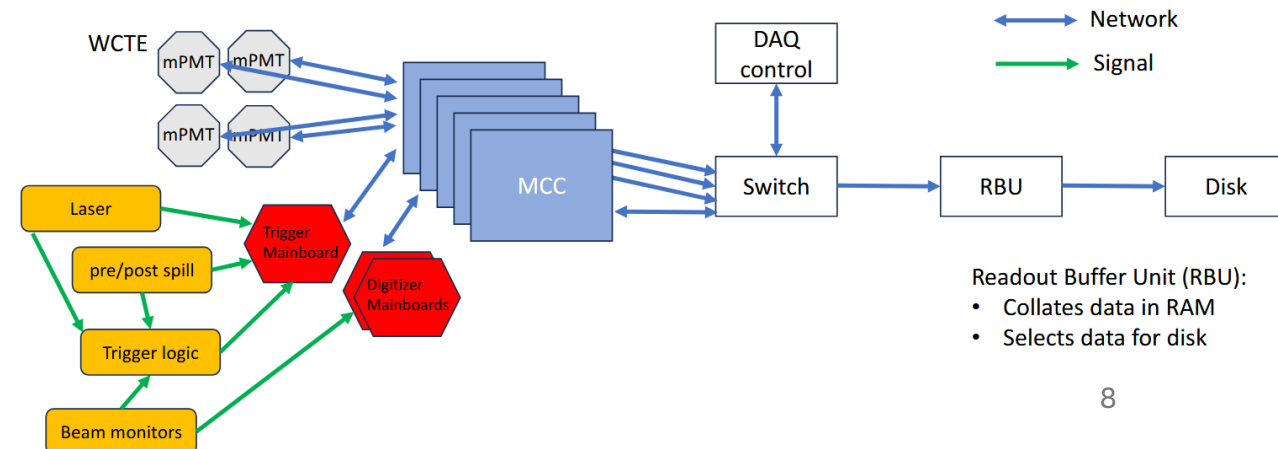 WCTE
mPMT
mPMT
mPMT
mPMT
DAQ
control
Network
Signal
MCC
Switch
RBU
Disk
Laser
Trigger
Mainboard
pre/post spill
Digitizer
Mainboards
Trigger logic
Beam monitors
Readout Buffer Unit (RBU):
• Collates data in RAM
• Selects data for disk
8